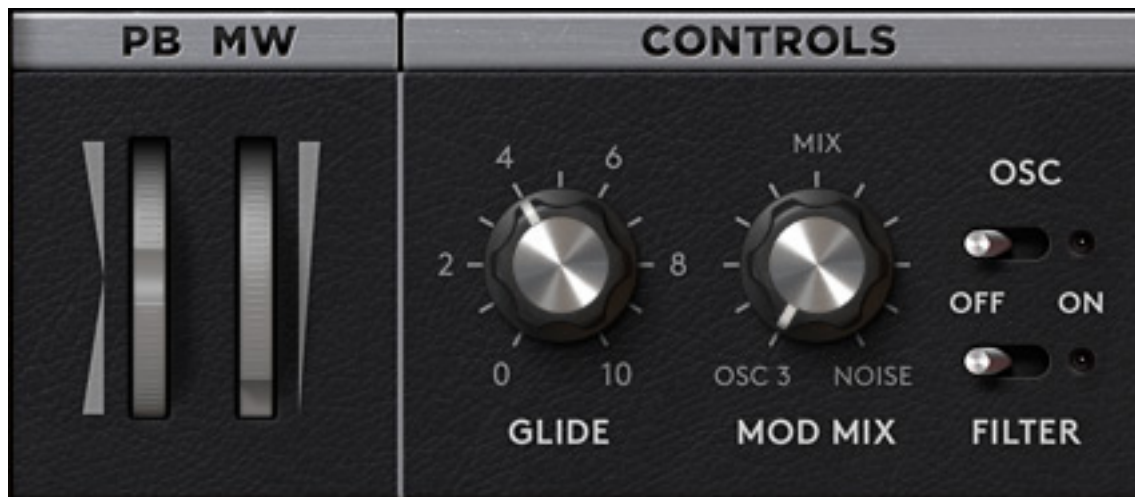 PB MW
CONTROLS
MIX
4 6
OSC
2 8
OFF ON
0 10
OSC 3 NOISE
GLIDE
MOD MIX
FILTER